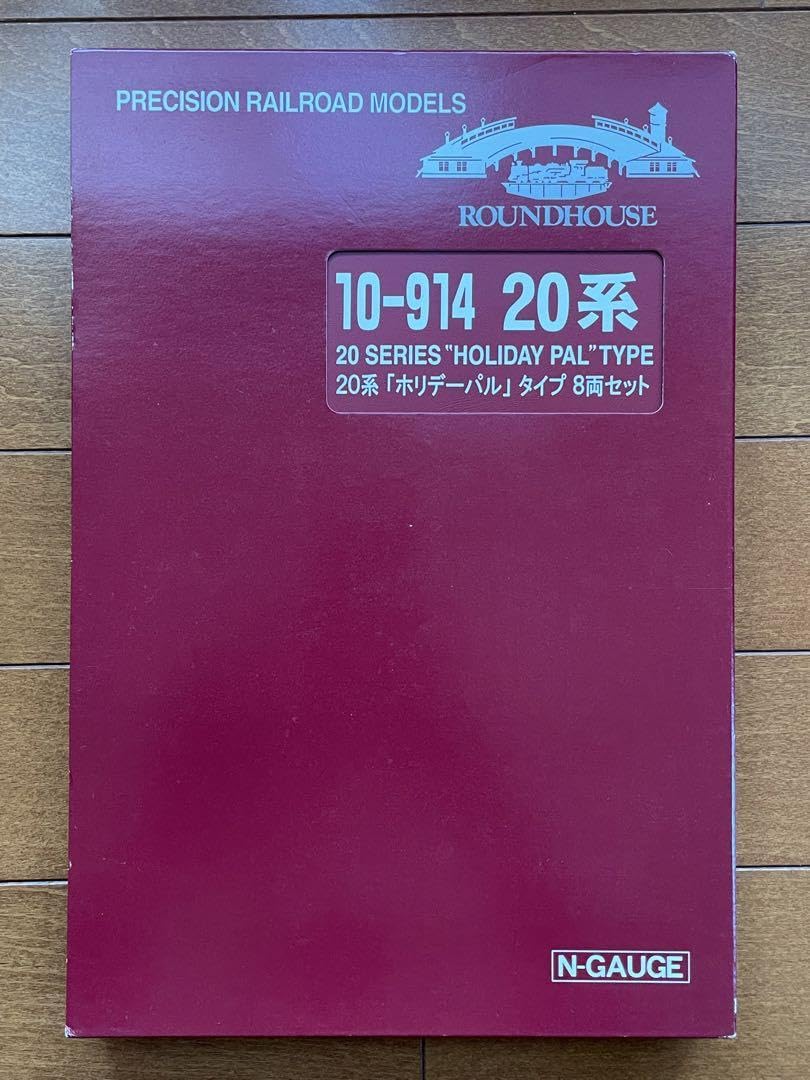 PRECISION RAILROAD MODELS
ROUNDHOUSE
10-914 20系
20 SERIES "HOLIDAY PAL" TYPE
20系「ホリデーパル」タイプ 8両セット
N-GAUGE